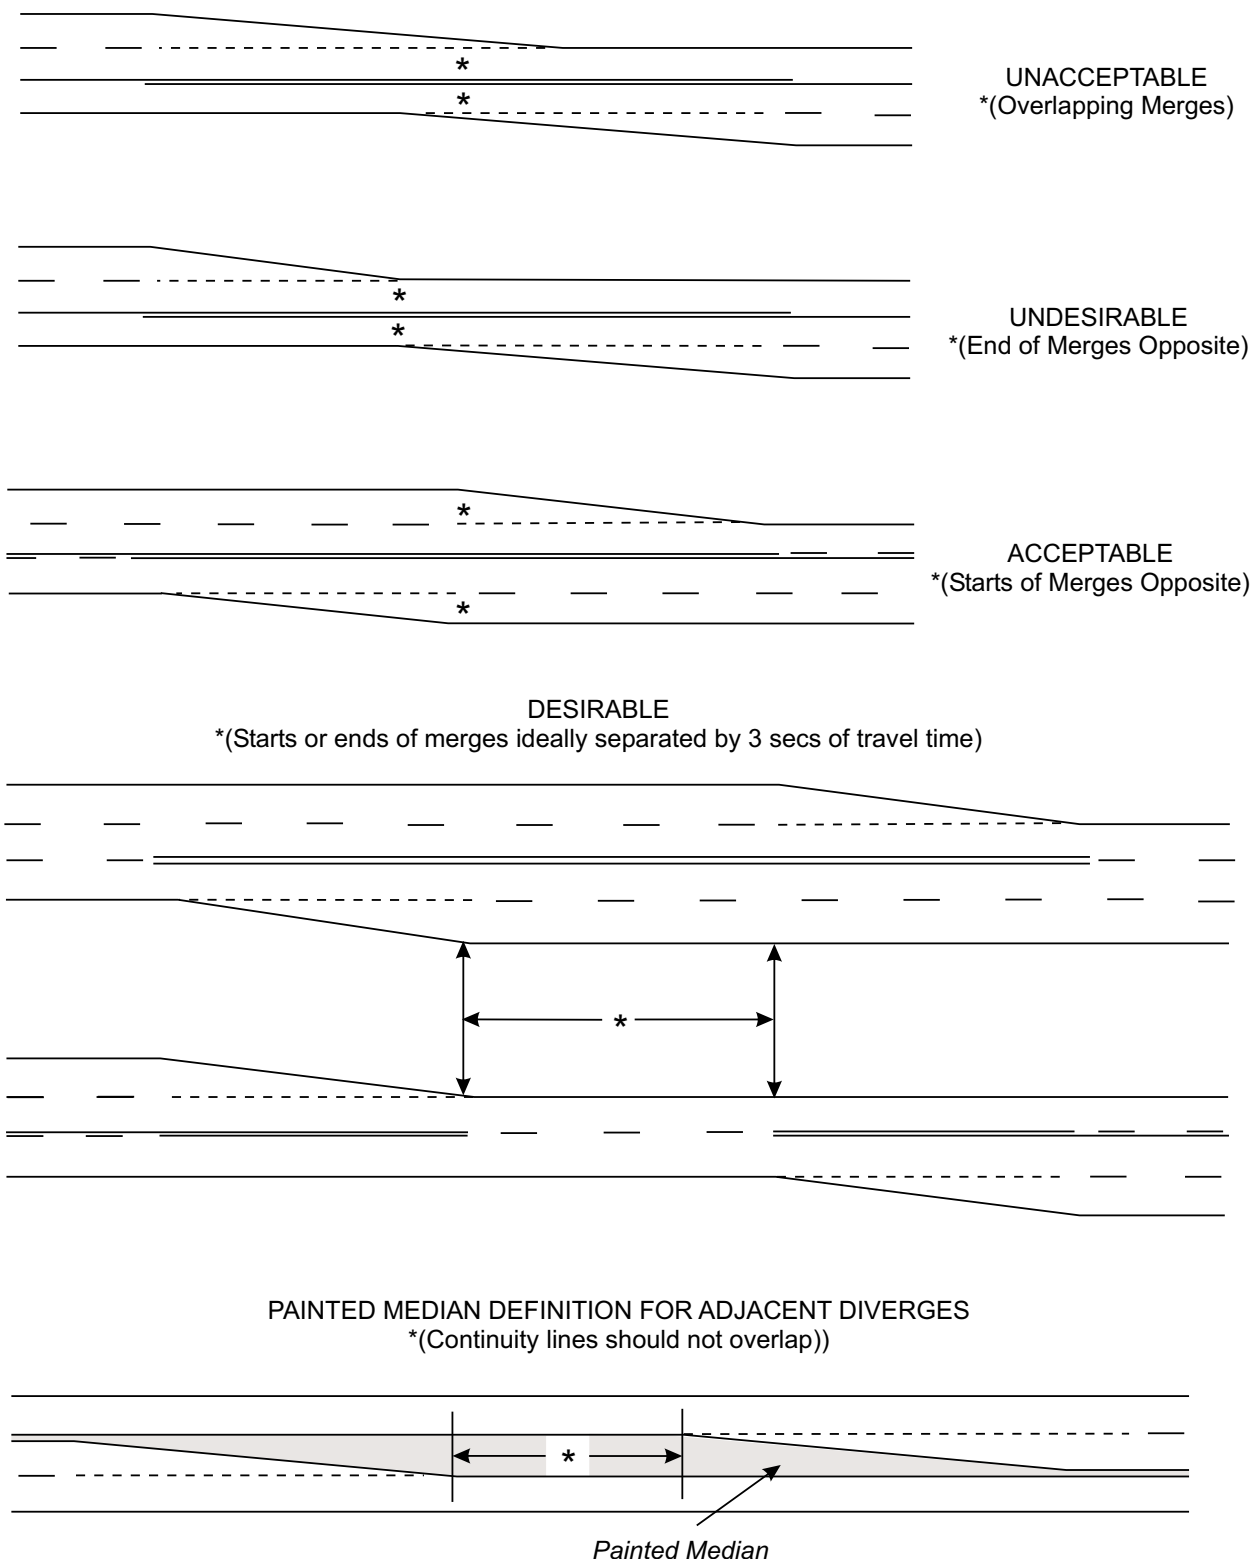 UNACCEPTABLE
*(Overlapping Merges)
*
*
UNDESIRABLE
*(End of Merges Opposite)
*
*
ACCEPTABLE
*(Starts of Merges Opposite)
*
*
DESIRABLE
*(Starts or ends of merges ideally separated by 3 secs of travel time)
*
PAINTED MEDIAN DEFINITION FOR ADJACENT DIVERGES
*(Continuity lines should not overlap))
*
Painted Median